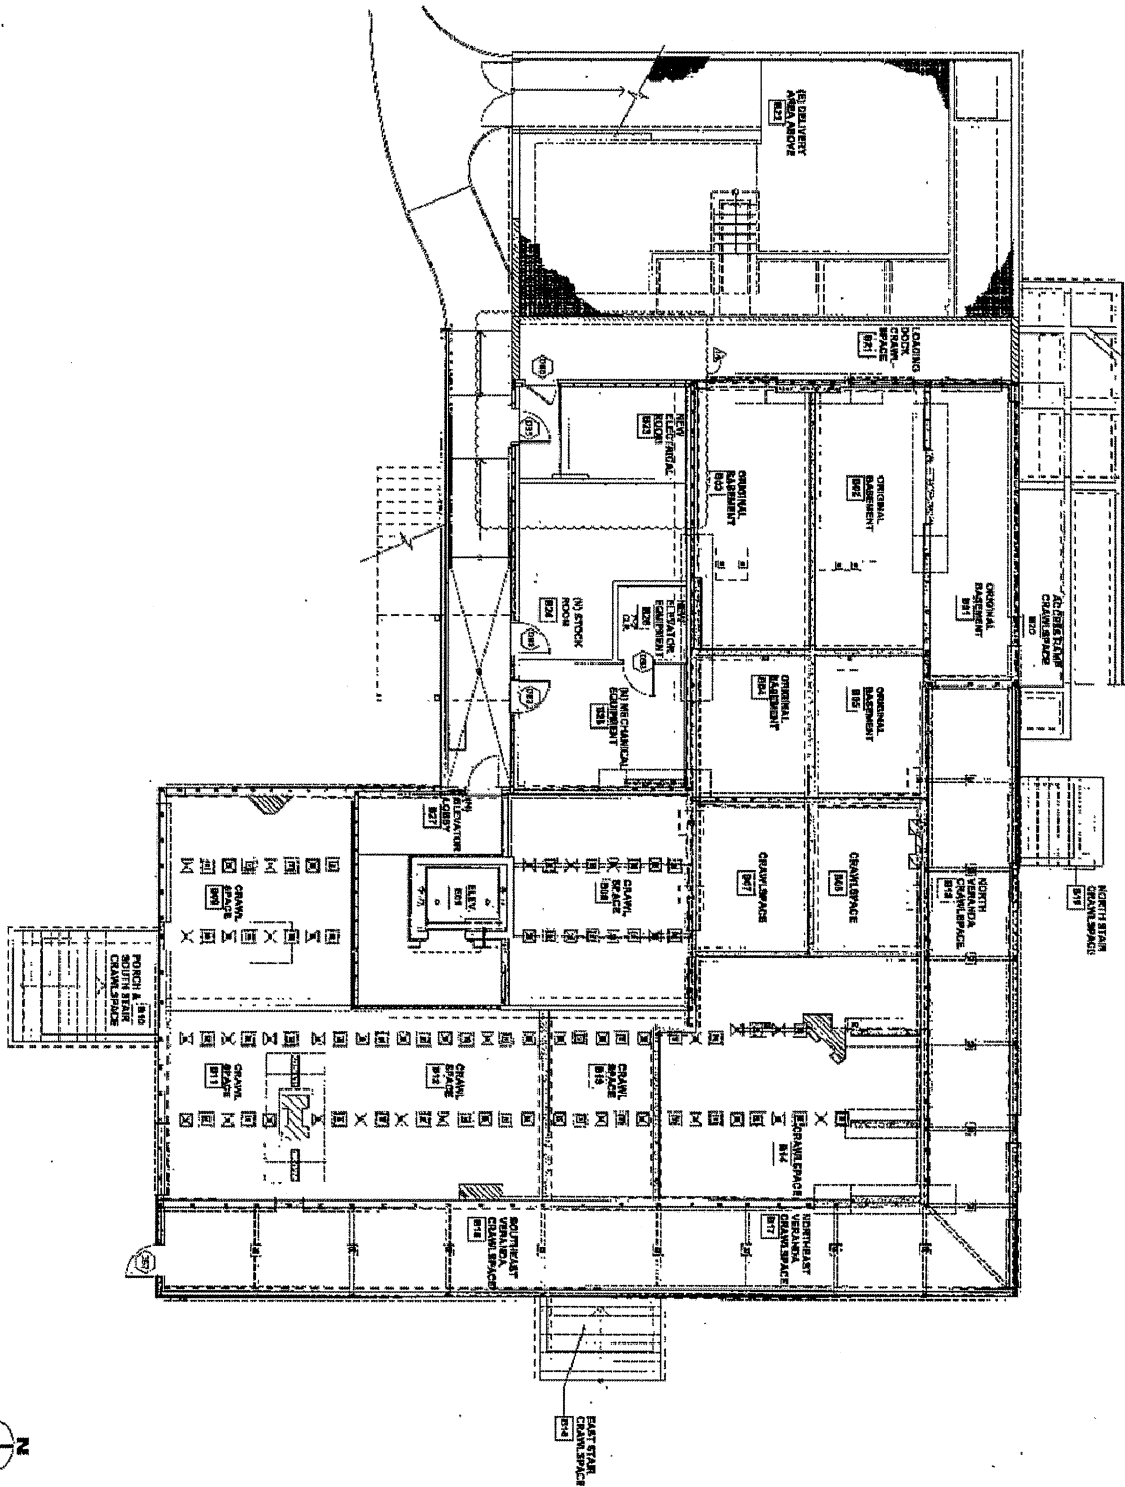 (E) DELIVERY
AREA ABOVE
B22
LOADING
DOCK
CRAWL-
SPACE
B21
NEW
ELECTRICAL
ROOM
B23
ORIGINAL
BASEMENT
B03
ORIGINAL
BASEMENT
B02
ORIGINAL
BASEMENT
B01
ACCESS RAMP
CRAWLSPACE
B20
(N) STOCK
ROOM
B24
NEW
ELEVATOR
EQUIPMENT
B26
(N) MECHANICAL
EQUIPMENT
B25
ORIGINAL
BASEMENT
B04
ORIGINAL
BASEMENT
B05
(N)
ELEVATOR
LOBBY
B27
ELEV.
CRAWL
SPACE
B08
CRAWLSPACE
B07
CRAWLSPACE
B06
NORTH
VERANDA
CRAWLSPACE
B18
NORTH STAIR
CRAWLSPACE
B19
CRAWL
SPACE
B09
PORCH &
SOUTH STAIR
CRAWLSPACE
B10
CRAWL
SPACE
B11
CRAWL
SPACE
B12
CRAWL
SPACE
B13
CRAWLSPACE
B14
SOUTHEAST
VERANDA
CRAWLSPACE
NORTHEAST
VERANDA
CRAWLSPACE
B17
EAST STAIR
CRAWLSPACE
N